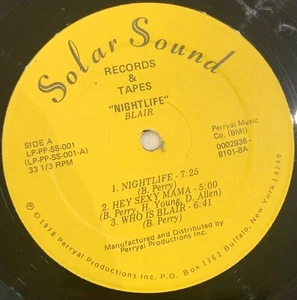 Solar Sound
RECORDS
&
TAPES
"NIGHTLIFE"
BLAIR
SIDE A
LP-PP-SS-001
(LP-PP-SS-001-A)
33 1/3 RPM
Perryal Music
Co. (BMI)
0002936-
8101-8A
1. NIGHTLIFE - 7:25
(B. Perry)
2. HEY SEXY MAMA - 5:00
(B. Perry, H. Young, D. Allen)
3. WHO IS BLAIR - 6:41
(B. Perry)
Manufactured and Distributed by
Perryal Productions Inc.
©1978 Perryal Productions Inc. P.O. Box 1162 Buffalo, New York 14240